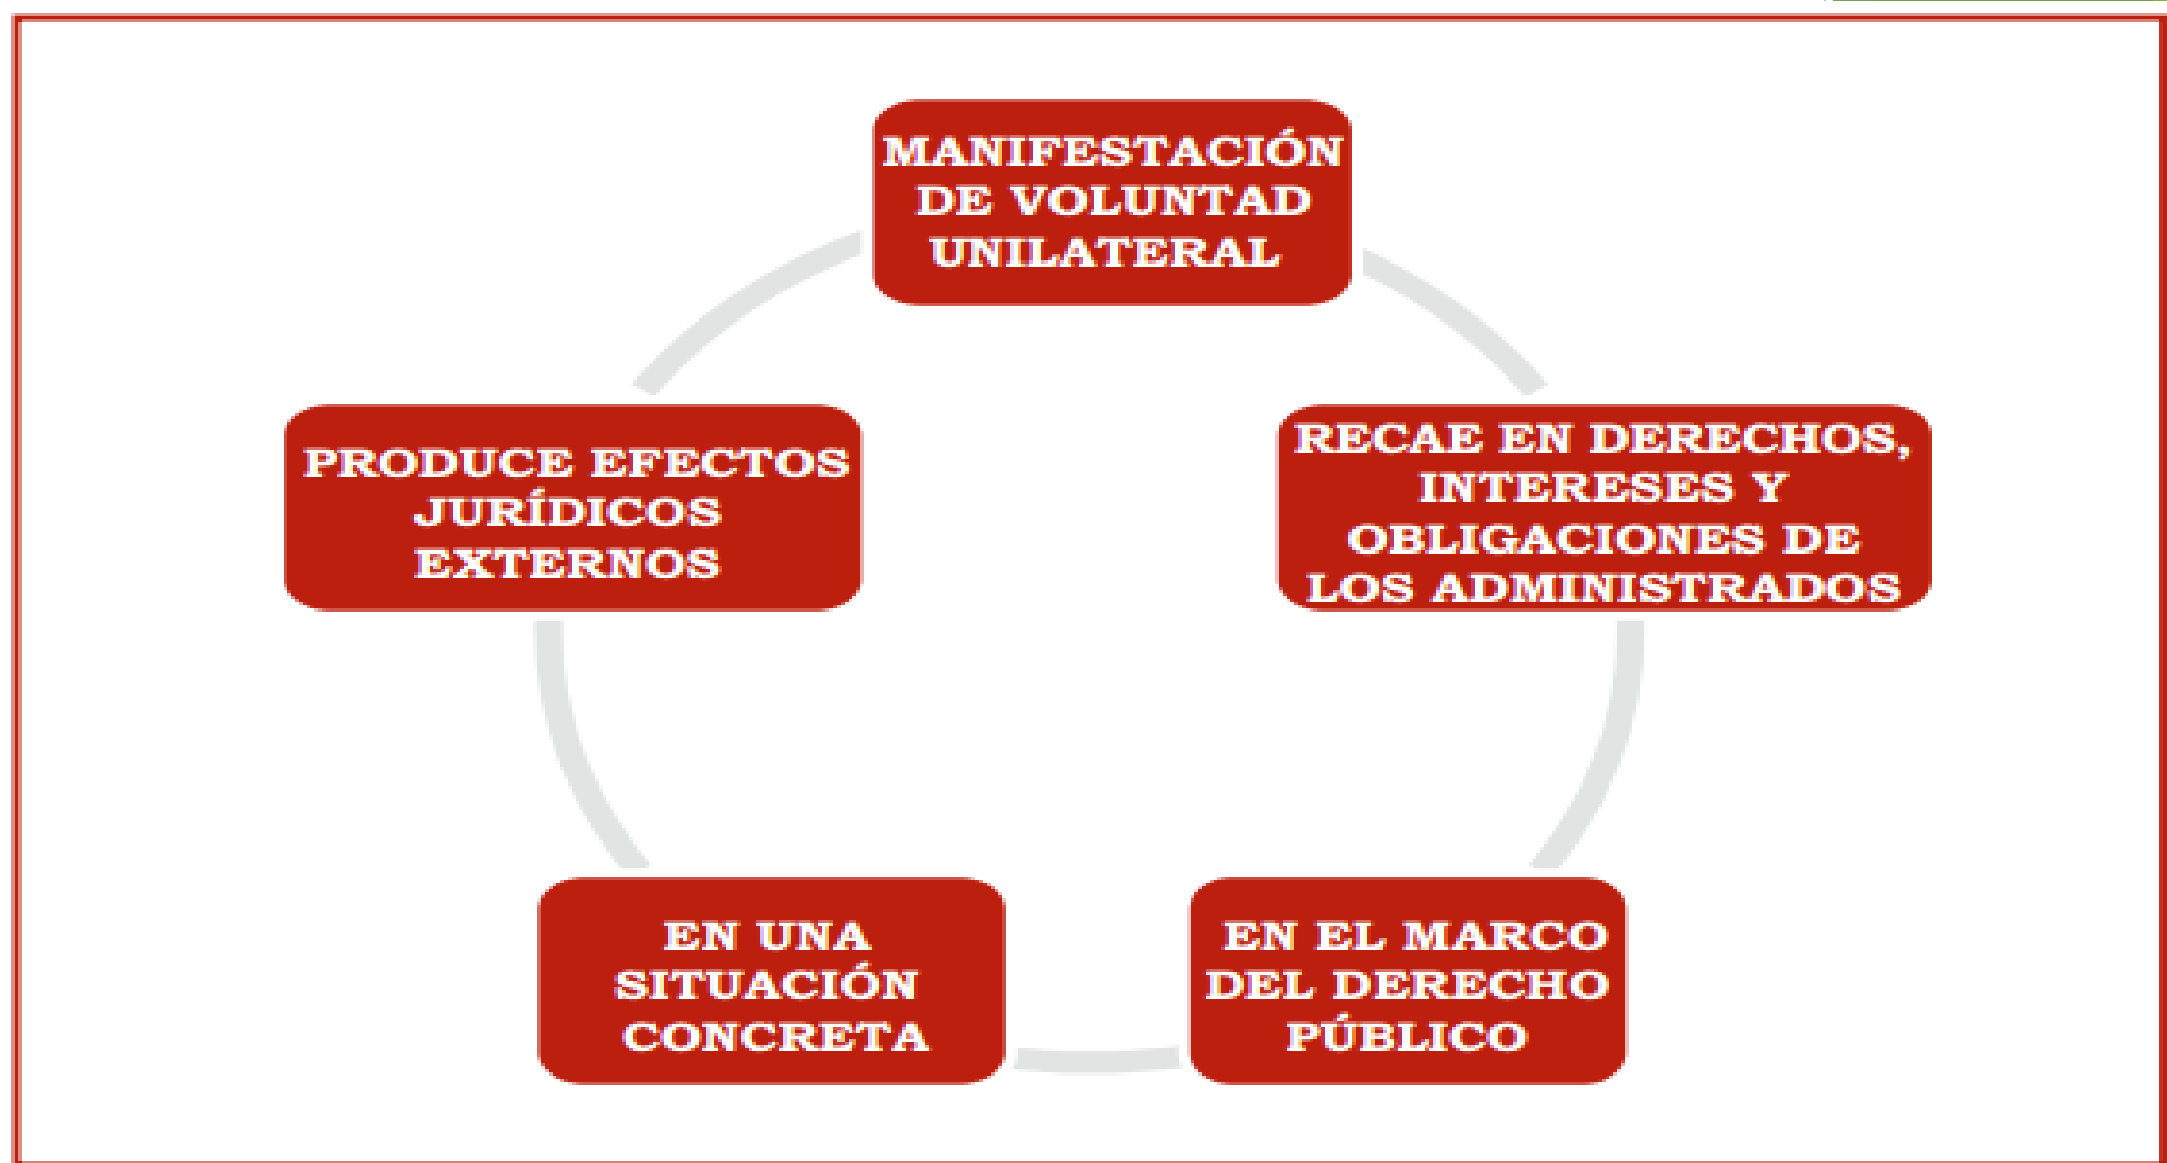 MANIFESTACIÓN
DE VOLUNTAD
UNILATERAL
RECAE EN DERECHOS,
INTERESES Y
OBLIGACIONES DE
LOS ADMINISTRADOS
EN EL MARCO
DEL DERECHO
PÚBLICO
EN UNA
SITUACIÓN
CONCRETA
PRODUCE EFECTOS
JURÍDICOS
EXTERNOS